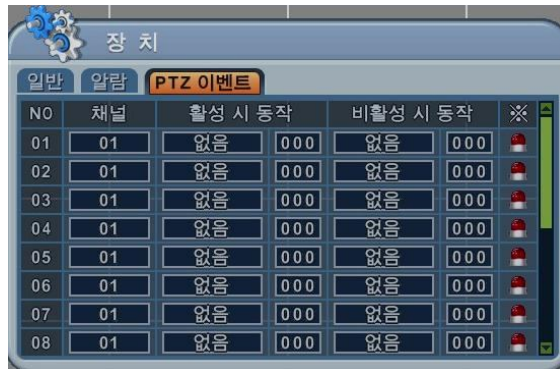 장 치
일반 알람 PTZ 이벤트
NO 채널 활성 시 동작 비활성 시 동작 ※
01 01 없음 000 없음 000
02 01 없음 000 없음 000
03 01 없음 000 없음 000
04 01 없음 000 없음 000
05 01 없음 000 없음 000
06 01 없음 000 없음 000
07 01 없음 000 없음 000
08 01 없음 000 없음 000